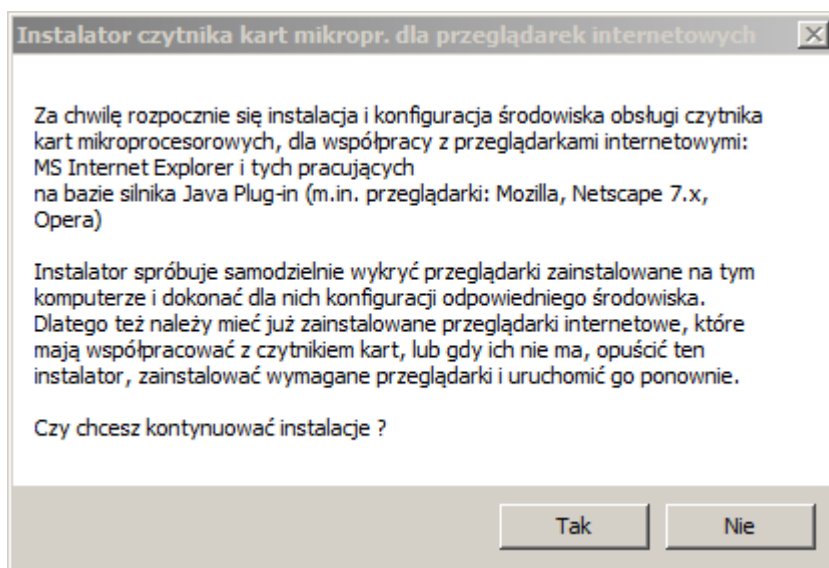 Instalator czytnika kart mikropr. dla przeglądarek internetowych
Za chwilę rozpocznie się instalacja i konfiguracja środowiska obsługi czytnika
kart mikroprocesorowych, dla współpracy z przeglądarkami internetowymi:
MS Internet Explorer i tych pracujących
na bazie silnika Java Plug-in (m.in. przeglądarki: Mozilla, Netscape 7.x,
Opera)
Instalator spróbuje samodzielnie wykryć przeglądarki zainstalowane na tym
komputerze i dokonać dla nich konfiguracji odpowiedniego środowiska.
Dlatego też należy mieć już zainstalowane przeglądarki internetowe, które
mają współpracować z czytnikiem kart, lub gdy ich nie ma, opuścić ten
instalator, zainstalować wymagane przeglądarki i uruchomić go ponownie.
Czy chcesz kontynuować instalacje ?
Tak
Nie